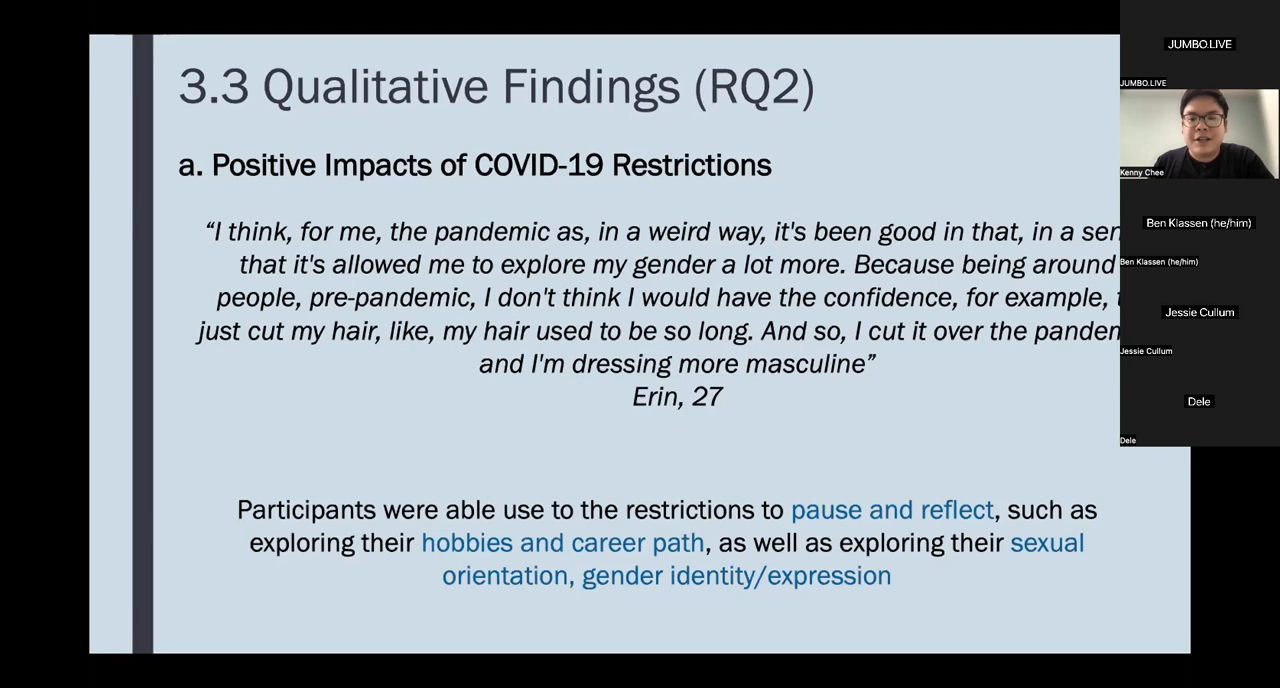 3.3 Qualitative Findings (RQ2)
a. Positive Impacts of COVID-19 Restrictions
“I think, for me, the pandemic as, in a weird way, it's been good in that, in a
that it's allowed me to explore my gender a lot more. Because being around
people, pre-pandemic, I don't think I would have the confidence, for example,
just cut my hair, like, my hair used to be so long. And so, I cut it over the
and I'm dressing more masculine”
Erin, 27
Participants were able use to the restrictions to pause and reflect, such as
exploring their hobbies and career path, as well as exploring their sexual
orientation, gender identity/expression
JUMBO.LIVE
JUMBO.LIVE
Kenny Chee
Ben Klassen (he/him)
Ben Klassen (he/him)
Jessie Cullum
Jessie Cullum
Dele
Dele